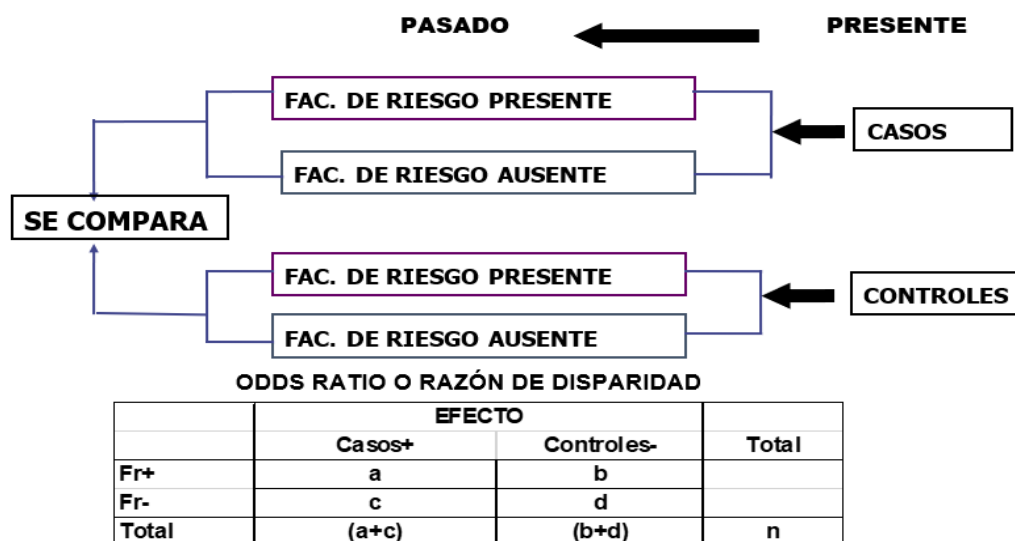 PASADO PRESENTE
FAC. DE RIESGO PRESENTE
CASOS
FAC. DE RIESGO AUSENTE
SE COMPARA
FAC. DE RIESGO PRESENTE
CONTROLES
FAC. DE RIESGO AUSENTE
ODDS RATIO O RAZÓN DE DISPARIDAD
EFECTO
Casos+ Controles- Total
Fr+ a b
Fr- c d
Total (a+c) (b+d) n